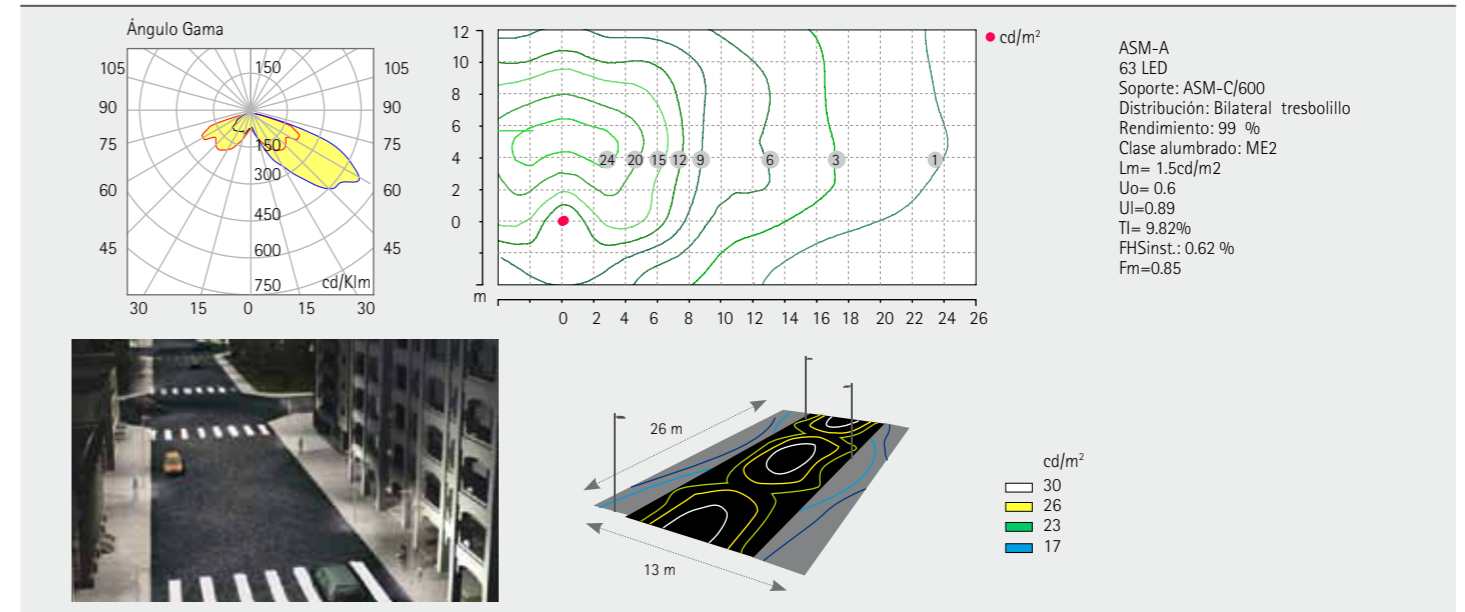 Ángulo Gama
150
105 105
90 90
150
75 75
300
60 60
450
45 600 45
750 cd/Klm
30 15 0 15 30
12
10
8
6
4
2
0
m
24 20 15 12 9 6 3 1
0 2 4 6 8 10 12 14 16 18 20 22 24 26
cd/m²
ASM-A
63 LED
Soporte: ASM-C/600
Distribución: Bilateral tresbolillo
Rendimiento: 99 %
Clase alumbrado: ME2
Lm= 1.5cd/m2
Uo= 0.6
Ul=0.89
TI= 9.82%
FHSinst.: 0.62 %
Fm=0.85
26 m
13 m
cd/m²
30
26
23
17